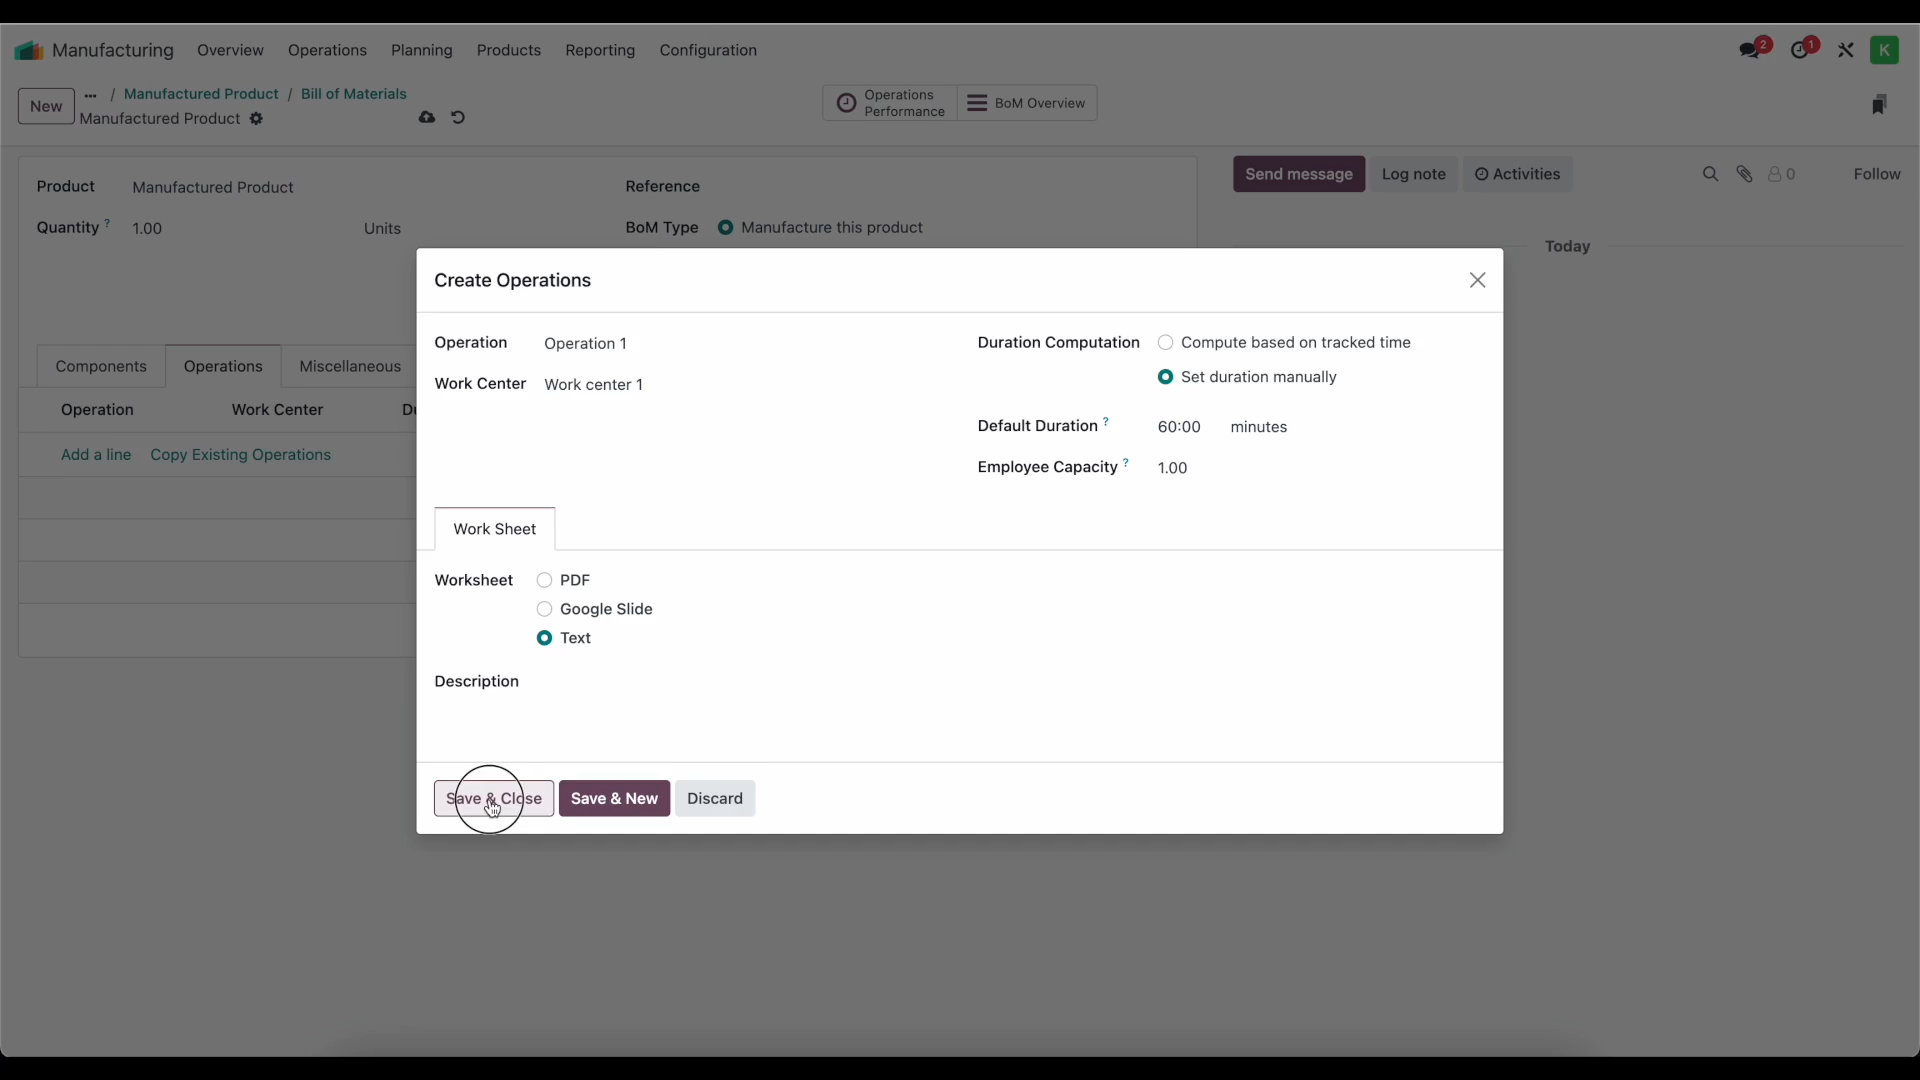 Manufacturing Overview Operations Planning Products Reporting Configuration 2 1 K
New ... / Manufactured Product / Bill of Materials
Manufactured Product
Operations
Performance
BoM Overview
Product Manufactured Product
Quantity ? 1.00 Units
Reference
BoM Type Manufacture this product
Send message Log note Activities 0 Follow
Today
Components Operations Miscellaneous
Operation Work Center
Add a line Copy Existing Operations
Create Operations
Operation Operation 1
Work Center Work center 1
Duration Computation Compute based on tracked time
Set duration manually
Default Duration ? 60:00 minutes
Employee Capacity ? 1.00
Work Sheet
Worksheet PDF
Google Slide
Text
Description
Save & Close Save & New Discard